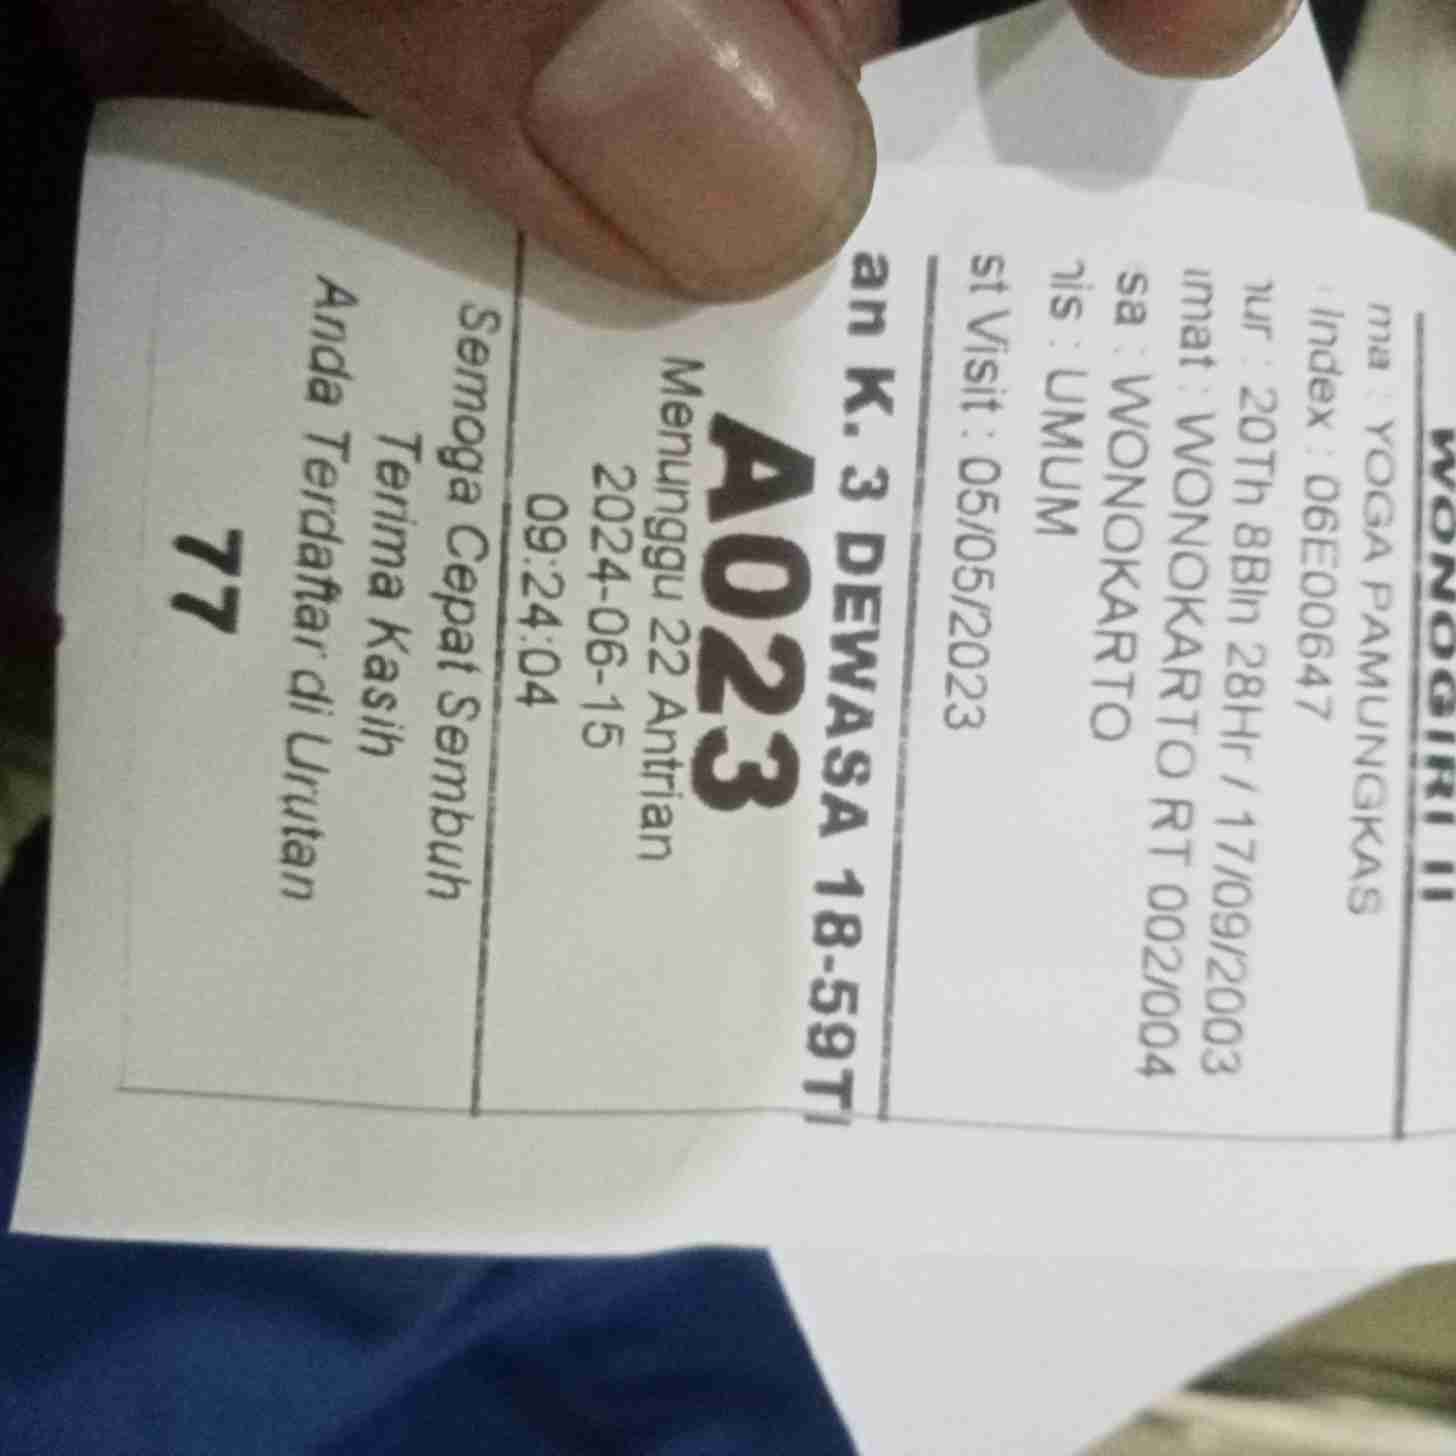 WONOGIRI II
ma : YOGA PAMUNGKAS
Index : 06E00647
nur : 20Th 8Bln 28Hr / 17/09/2003
mat : WONOKARTO RT 002/004
sa : WONOKARTO
nis : UMUM
st Visit : 05/05/2023
an K. 3 DEWASA 18-59T
A023
Menunggu 22 Antrian
2024-06-15
09:24:04
Semoga Cepat Sembuh
Terima Kasih
Anda Terdaftar di Urutan
77